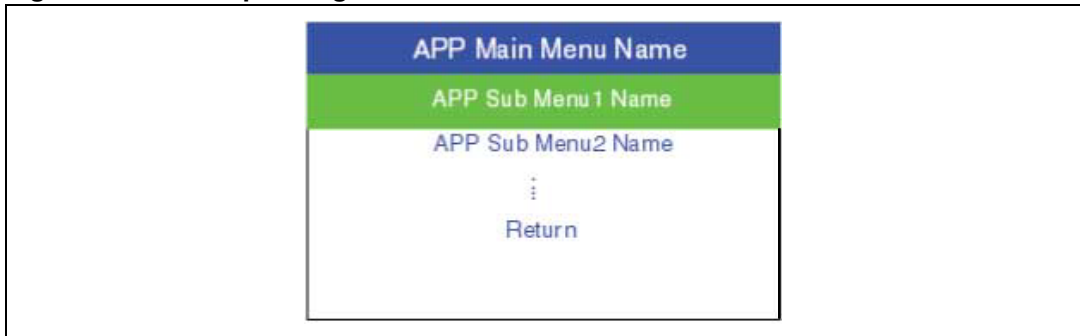 APP Main Menu Name
APP Sub Menu1 Name
APP Sub Menu2 Name
⋮
Return